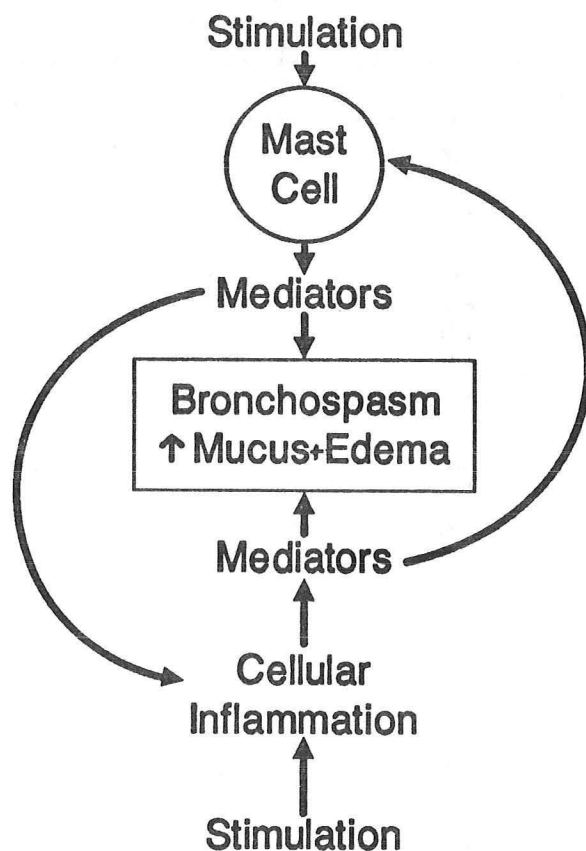 Stimulation
Mast
Cell
Mediators
Bronchospasm
↑ Mucus+Edema
Mediators
Cellular
Inflammation
Stimulation